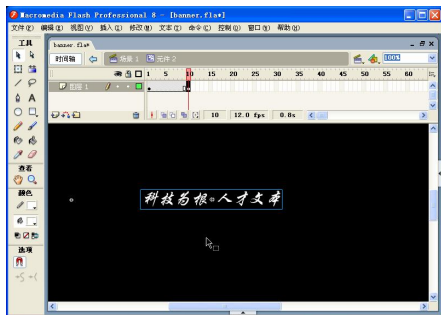 Macromedia Flash Professional 8 - [banner.fla*]
文件(F) 编辑(E) 视图(V) 插入(I) 修改(M) 文本(T) 命令(C) 控制(O) 窗口(W) 帮助(H)
工具 banner.fla*
时间轴 场景 1 元件 2 100%
1 5 10 15 20 25 30 35 40 45 50 55 60
图层 1
10 12.0 fps 0.8s
查看
颜色
选项
科技为根 人才文本